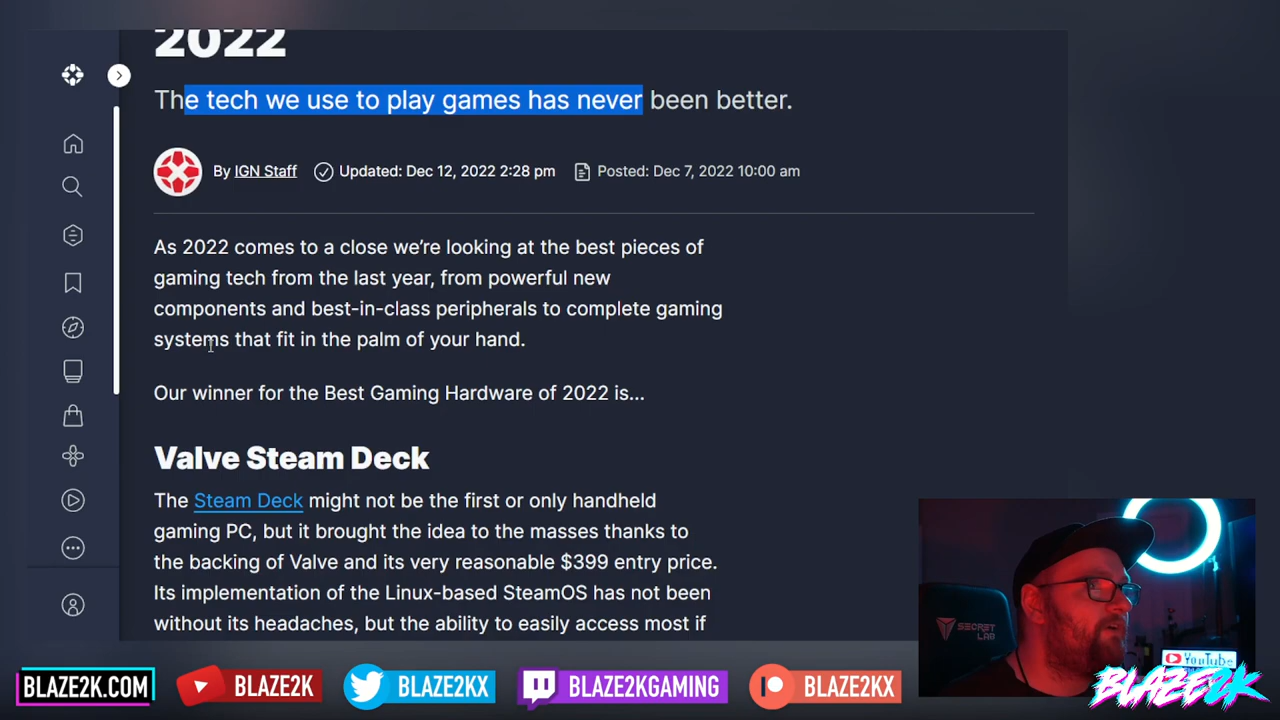 2022
The tech we use to play games has never been better.
By IGN Staff
Updated: Dec 12, 2022 2:28 pm
Posted: Dec 7, 2022 10:00 am
As 2022 comes to a close we're looking at the best pieces of
gaming tech from the last year, from powerful new
components and best-in-class peripherals to complete gaming
systems that fit in the palm of your hand.
Our winner for the Best Gaming Hardware of 2022 is...
Valve Steam Deck
The Steam Deck might not be the first or only handheld
gaming PC, but it brought the idea to the masses thanks to
the backing of Valve and its very reasonable $399 entry price.
Its implementation of the Linux-based SteamOS has not been
without its headaches, but the ability to easily access most if
SECRET
LAB
YouTube
BLAZE2K
BLAZE2K.COM
BLAZE2K
BLAZE2KX
BLAZE2KGAMING
BLAZE2KX